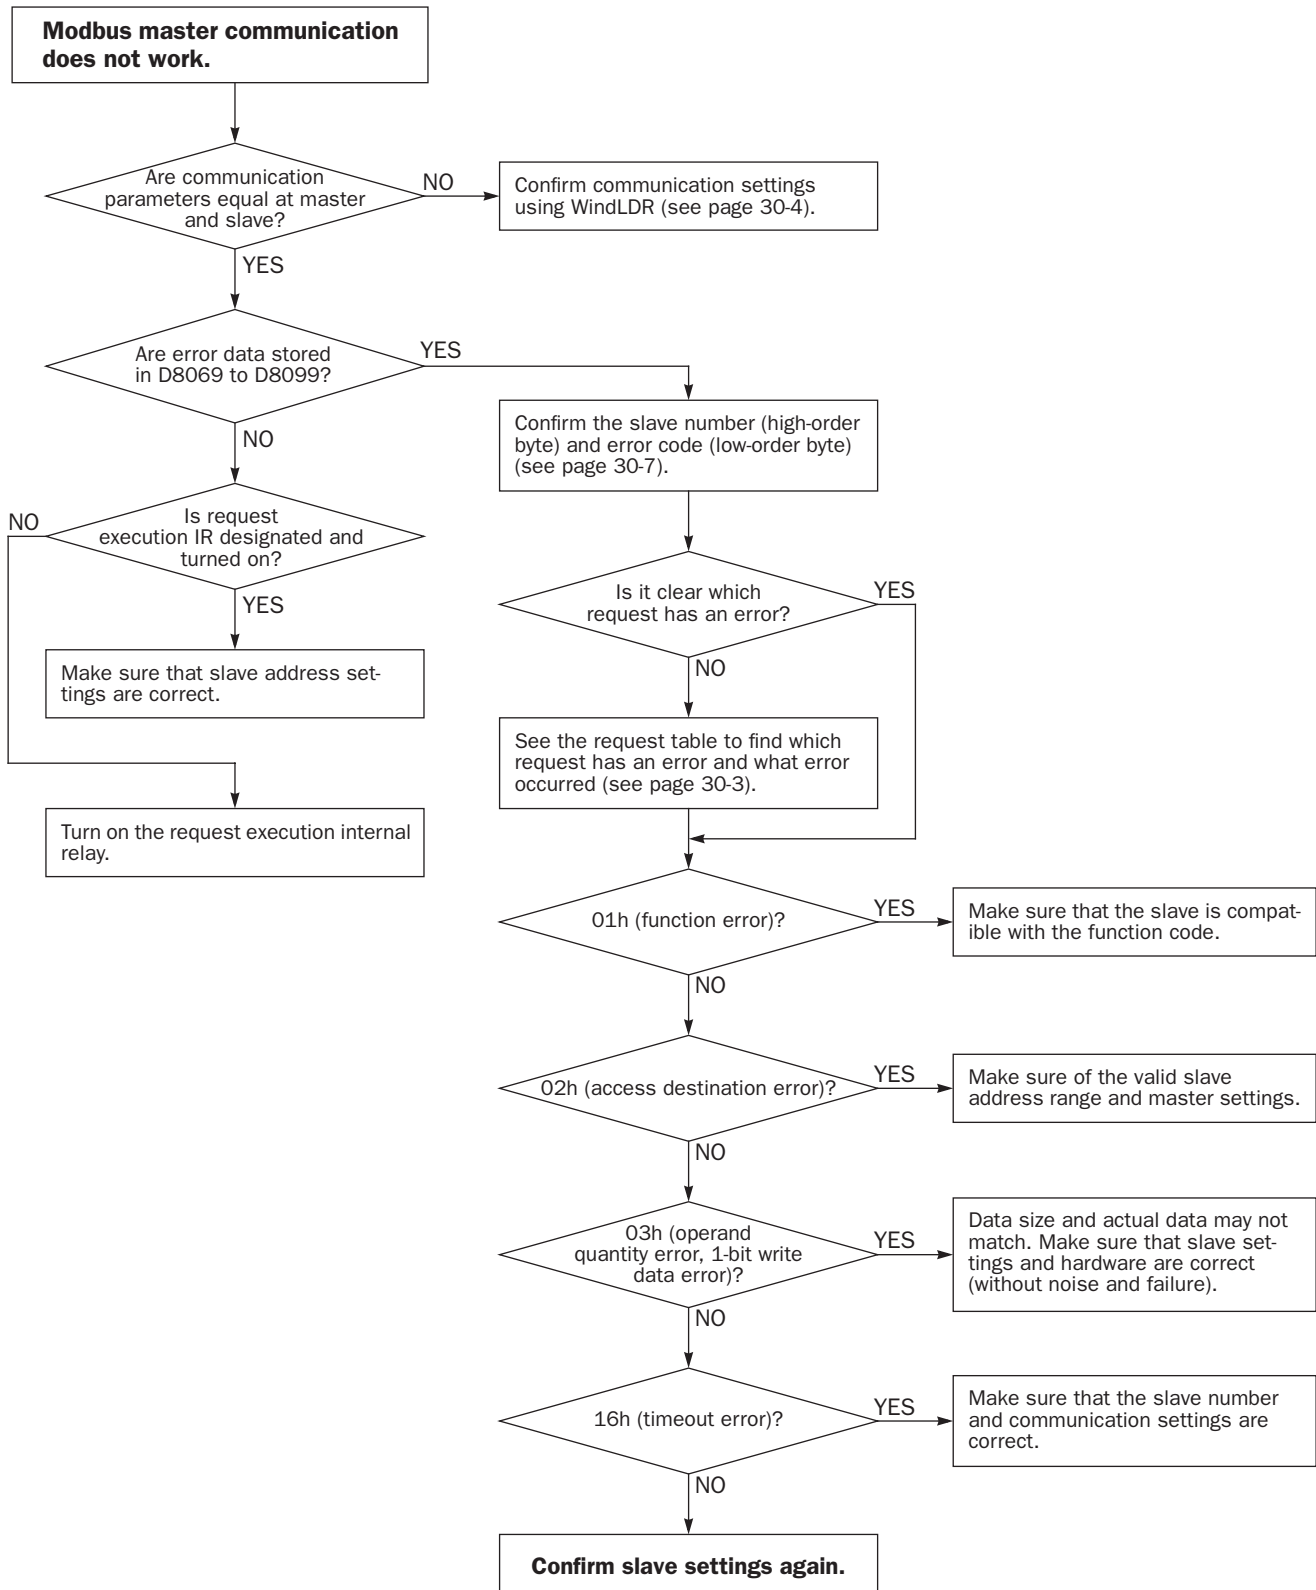 Modbus master communication
does not work.
Are communication
parameters equal at master
and slave?
NO
Confirm communication settings
using WindLDR (see page 30-4).
YES
Are error data stored
in D8069 to D8099?
YES
Confirm the slave number (high-order
byte) and error code (low-order byte)
(see page 30-7).
NO
NO
Is request
execution IR designated and
turned on?
YES
Is it clear which
request has an error?
YES
Make sure that slave address set-
tings are correct.
NO
See the request table to find which
request has an error and what error
occurred (see page 30-3).
Turn on the request execution internal
relay.
01h (function error)?
YES
Make sure that the slave is compat-
ible with the function code.
NO
02h (access destination error)?
YES
Make sure of the valid slave
address range and master settings.
NO
03h (operand
quantity error, 1-bit write
data error)?
YES
Data size and actual data may not
match. Make sure that slave set-
tings and hardware are correct
(without noise and failure).
NO
16h (timeout error)?
YES
Make sure that the slave number
and communication settings are
correct.
NO
Confirm slave settings again.